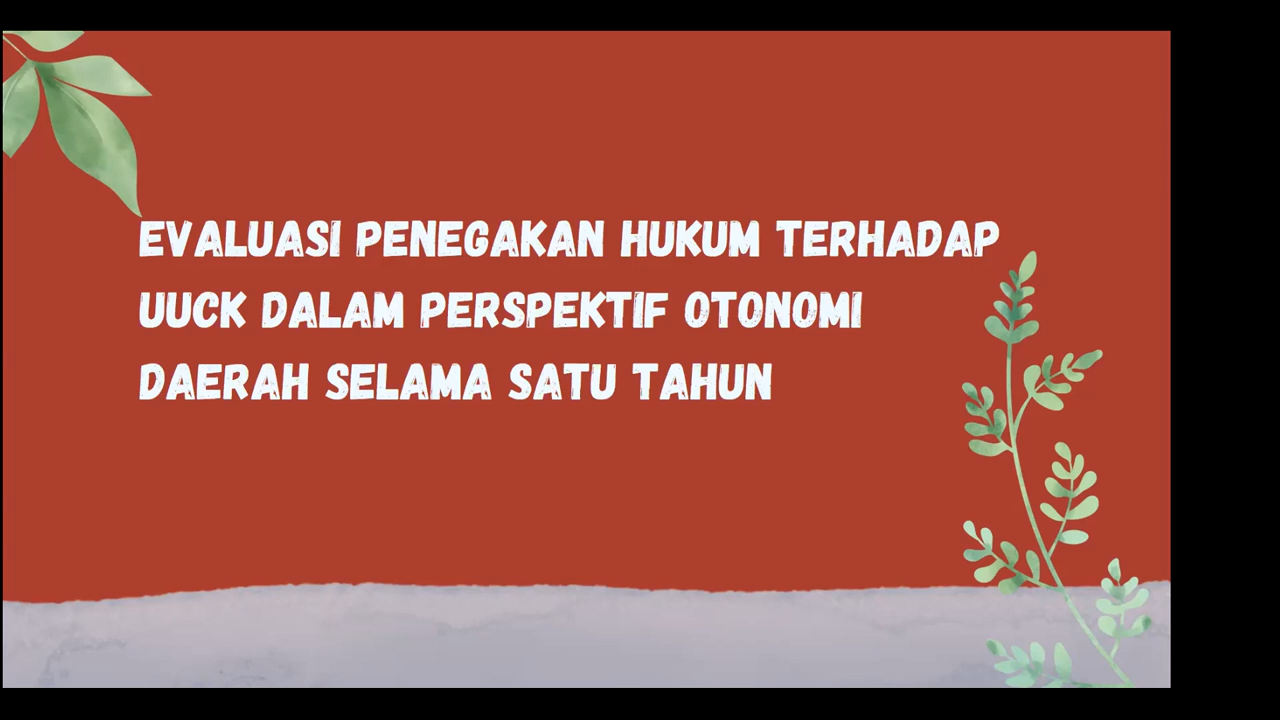 EVALUASI PENEGAKAN HUKUM TERHADAP
UUCK DALAM PERSPEKTIF OTONOMI
DAERAH SELAMA SATU TAHUN